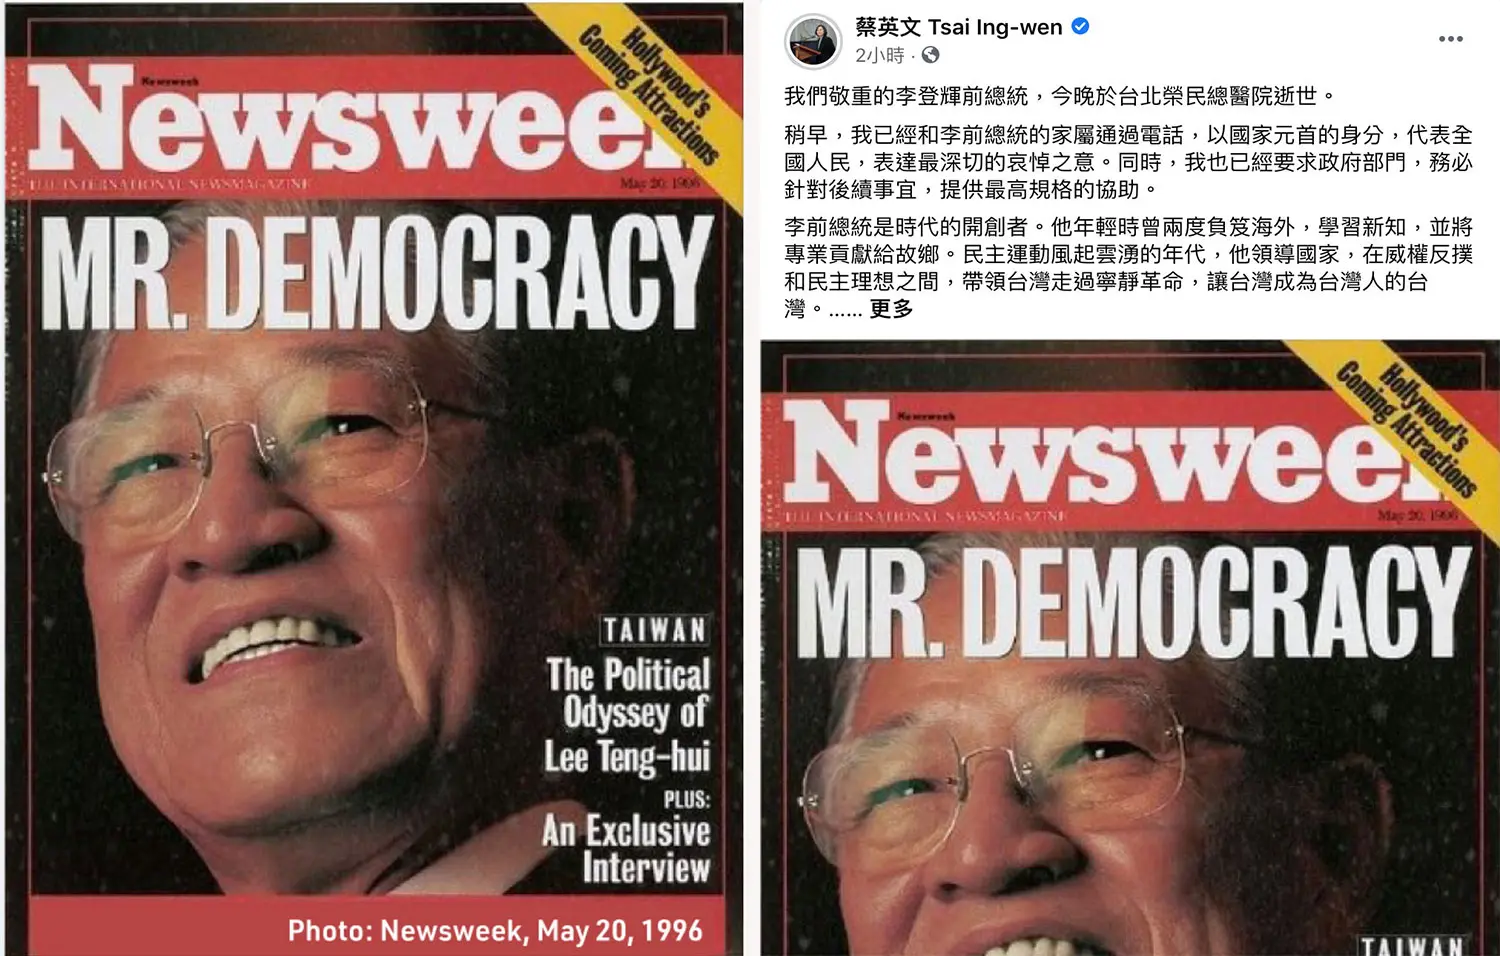 Hollywood's
Coming Attractions
Newsweek
Newsweek
THE INTERNATIONAL NEWSMAGAZINE
May 20, 1996
MR. DEMOCRACY
TAIWAN
The Political
Odyssey of
Lee Teng-hui
PLUS:
An Exclusive
Interview
Photo: Newsweek, May 20, 1996
蔡英文 Tsai Ing-wen
2小時 ·
我們敬重的李登輝前總統，今晚於台北榮民總醫院逝世。
稍早，我已經和李前總統的家屬通過電話，以國家元首的身分，代表全
國人民，表達最深切的哀悼之意。同時，我也已經要求政府部門，務必
針對後續事宜，提供最高規格的協助。
李前總統是時代的開創者。他年輕時曾兩度負笈海外，學習新知，並將
專業貢獻給故鄉。民主運動風起雲湧的年代，他領導國家，在威權反撲
和民主理想之間，帶領台灣走過寧靜革命，讓台灣成為台灣人的台
灣。…… 更多
Hollywood's
Coming Attractions
Newsweek
Newsweek
THE INTERNATIONAL NEWSMAGAZINE
May 20, 1996
MR. DEMOCRACY
TAIWAN